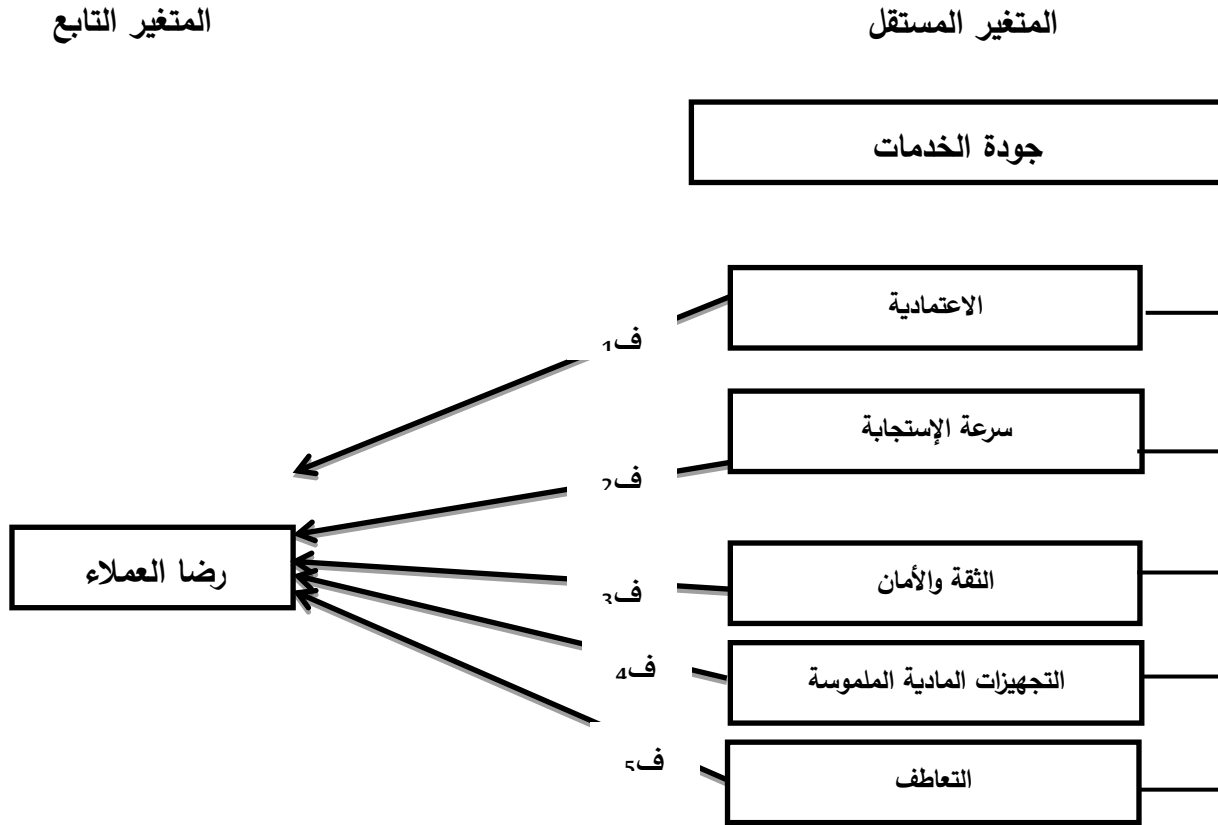 المتغير المستقل
المتغير التابع
جودة الخدمات
الاعتمادية
ف1
سرعة الإستجابة
ف2
الثقة والأمان
ف3
رضا العملاء
التجهيزات المادية الملموسة
ف4
التعاطف
ف5